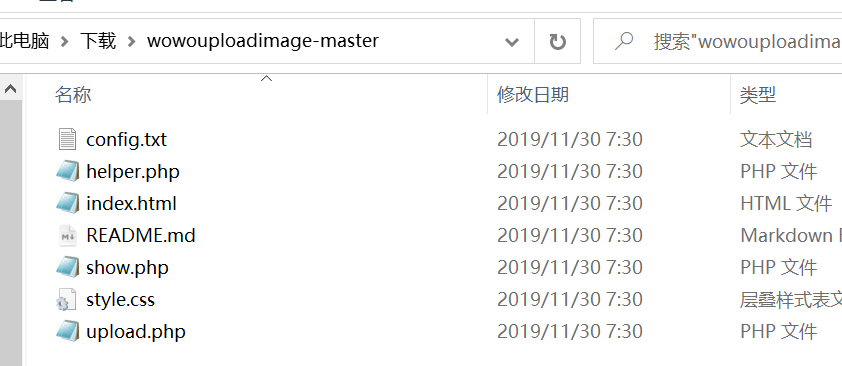 此电脑 > 下载 > wowouploadimage-master 搜索"wowouploadima
名称 修改日期 类型
config.txt 2019/11/30 7:30 文本文档
helper.php 2019/11/30 7:30 PHP 文件
index.html 2019/11/30 7:30 HTML 文件
README.md 2019/11/30 7:30 Markdown
show.php 2019/11/30 7:30 PHP 文件
style.css 2019/11/30 7:30 层叠样式表文
upload.php 2019/11/30 7:30 PHP 文件